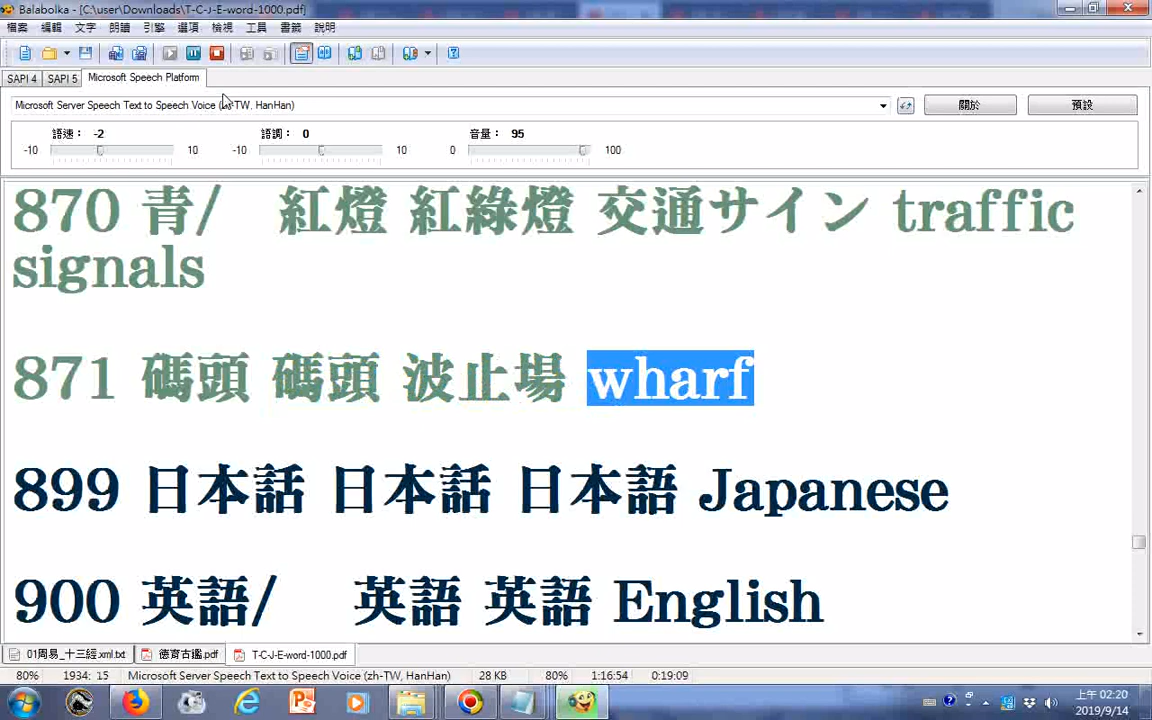 Balabolka - [C:\user\Downloads\T-C-J-E-word-1000.pdf]
檔案 編輯 文字 朗讀 引擎 選項 檢視 工具 書籤 說明
SAPI 4 SAPI 5 Microsoft Speech Platform
Microsoft Server Speech Text to Speech Voice (zh-TW, HanHan) 關於 預設
語速： -2 語調： 0 音量： 95
-10 10 -10 10 0 100
870 青/ 紅燈 紅綠燈 交通サイン traffic
signals
871 碼頭 碼頭 波止場 wharf
899 日本話 日本話 日本語 Japanese
900 英語/ 英語 英語 English
01周易_十三經.xml.txt 德育古鑑.pdf T-C-J-E-word-1000.pdf
80% 1934: 15 Microsoft Server Speech Text to Speech Voice (zh-TW, HanHan) 28 KB 80% 1:16:54 0:19:09
上午 02:20
2019/9/14